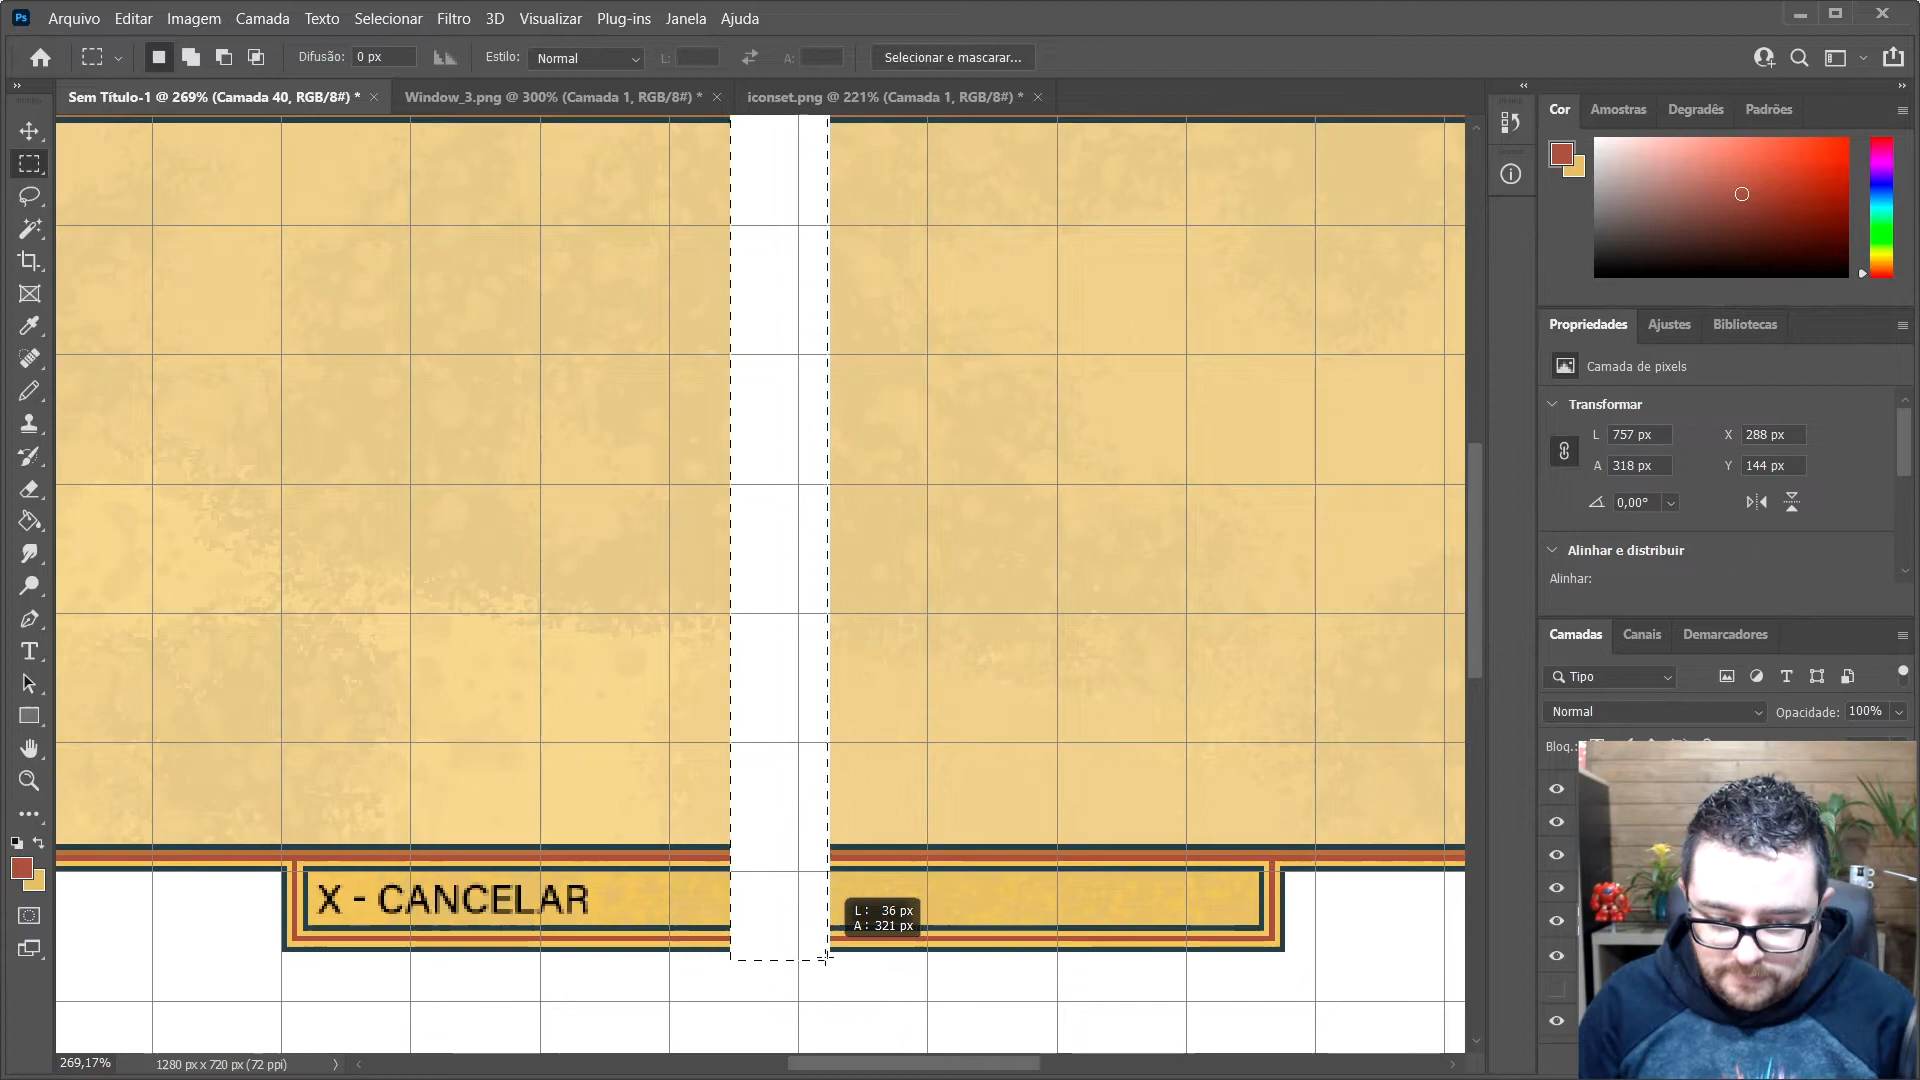 Ps Arquivo Editar Imagem Camada Texto Selecionar Filtro 3D Visualizar Plug-ins Janela Ajuda
Difusão: 0 px Estilo: Normal L: A: Selecionar e mascarar...
Sem Título-1 @ 269% (Camada 40, RGB/8#) * Window_3.png @ 300% (Camada 1, RGB/8#) * iconset.png @ 221% (Camada 1, RGB/8#) *
Cor Amostras Degradês Padrões
Propriedades Ajustes Bibliotecas
Camada de pixels
Transformar
L 757 px X 288 px
A 318 px Y 144 px
0,00°
Alinhar e distribuir
Alinhar:
Camadas Canais Demarcadores
Tipo
Normal Opacidade: 100%
Bloq.:
X - CANCELAR
L: 36 px
A: 321 px
269,17% 1280 px x 720 px (72 ppi)